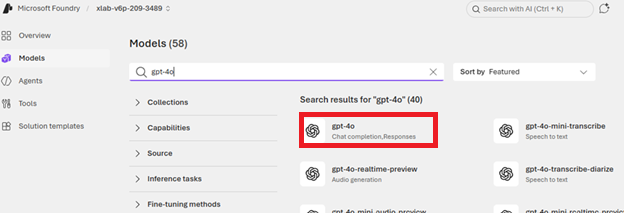 Microsoft Foundry / xlab-v6p-209-3489
Search with AI (Ctrl + K)
Overview
Models
Agents
Tools
Solution templates
Models (58)
gpt-4o
Sort by Featured
Collections
Capabilities
Source
Inference tasks
Fine-tuning methods
Search results for "gpt-4o" (40)
gpt-4o
Chat completion,Responses
gpt-4o-mini-transcribe
Speech to text
gpt-4o-realtime-preview
Audio generation
gpt-4o-transcribe-diarize
Speech to text
gpt-4o-mini-audio-preview
gpt-4o-mini-realtime-preview